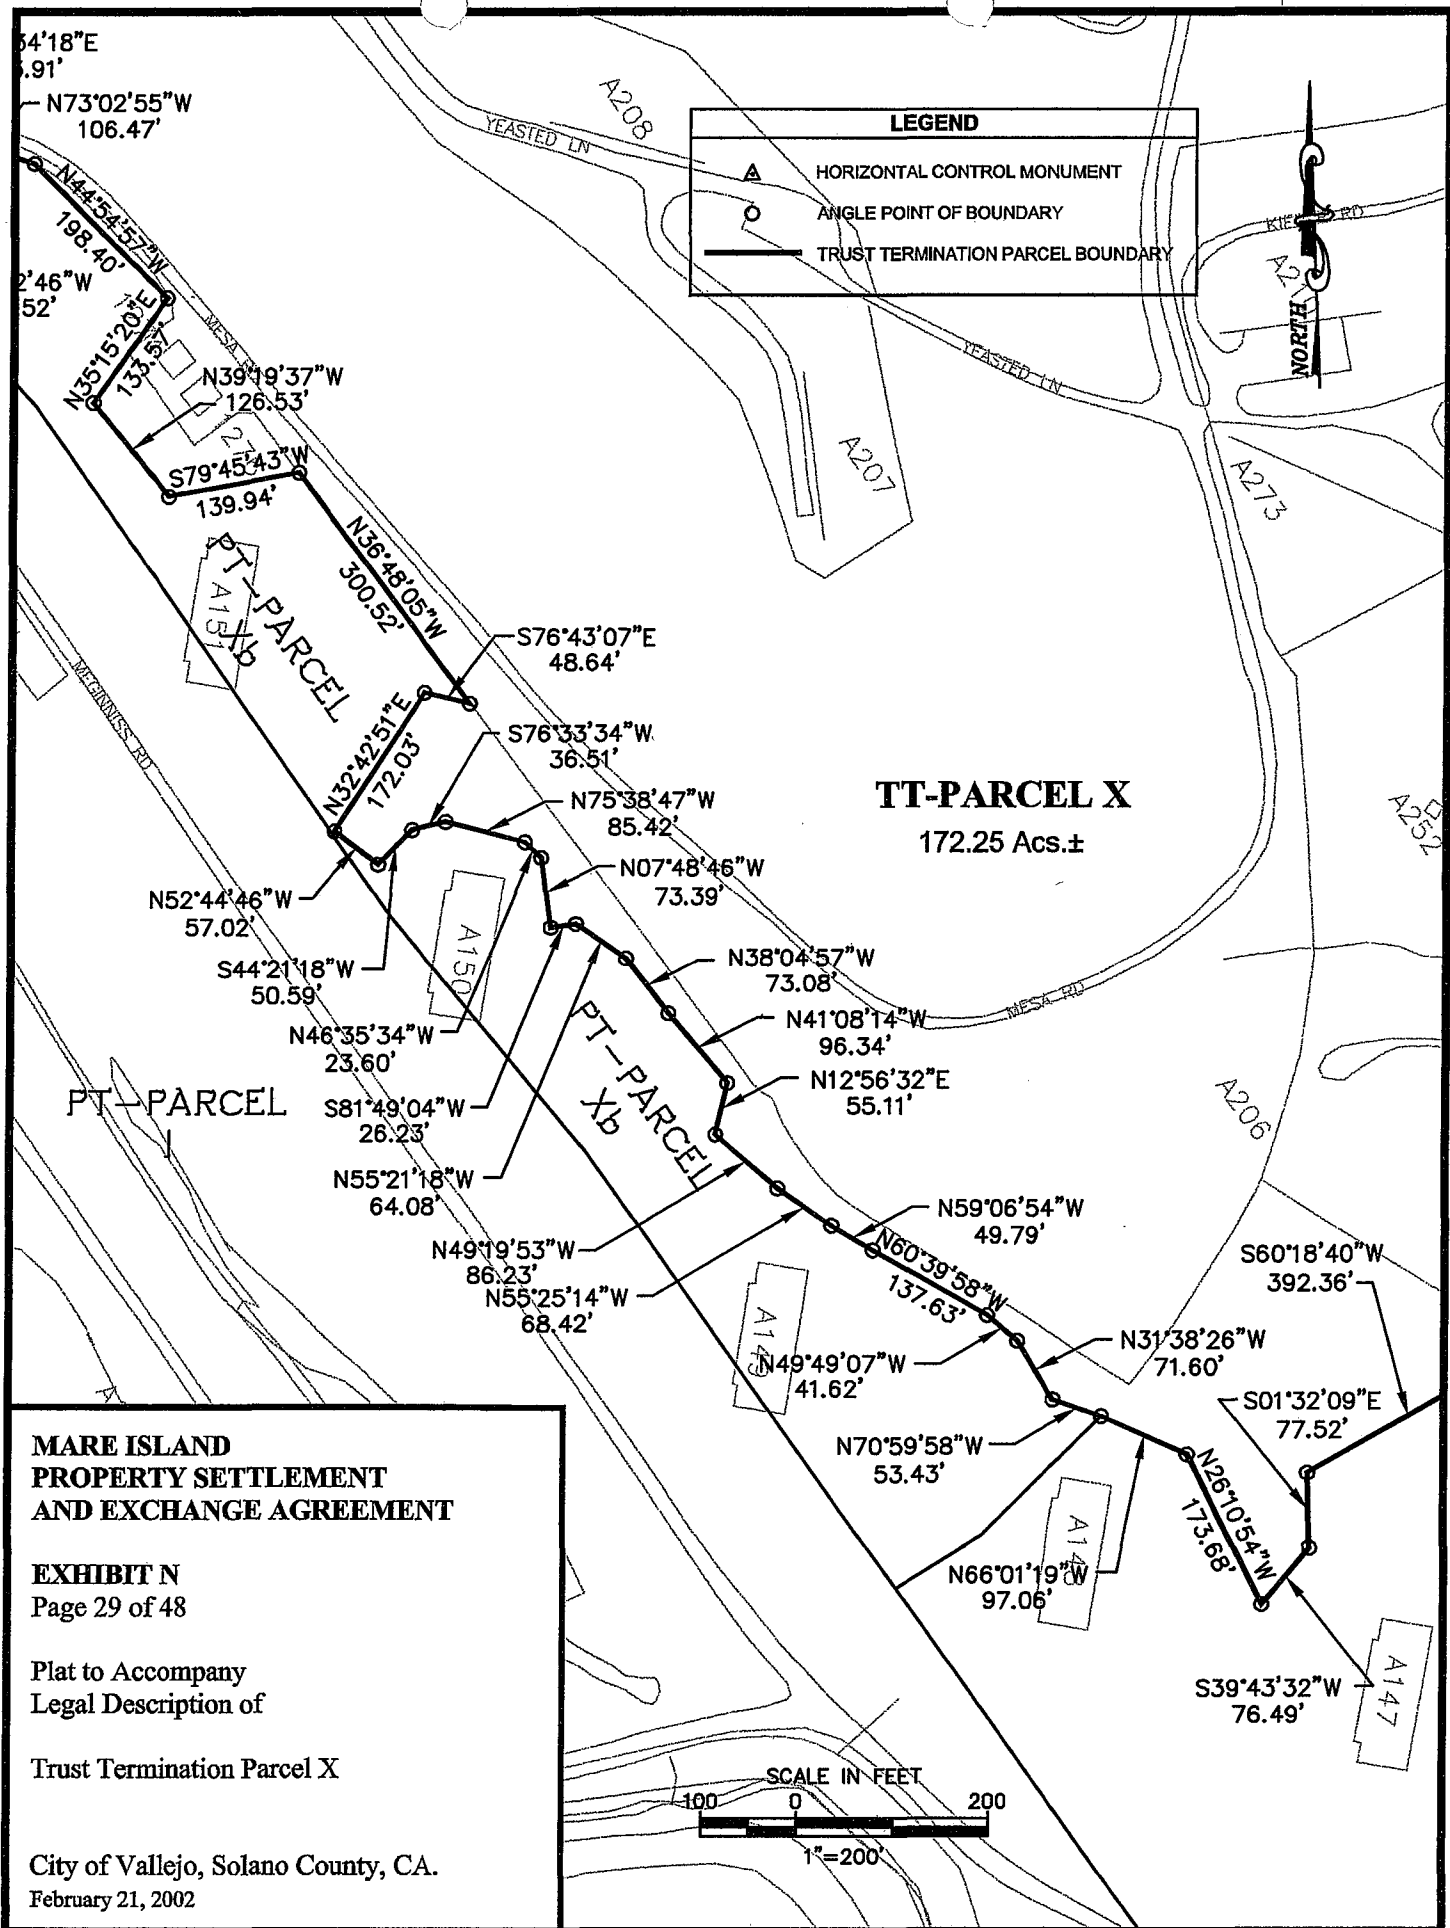 34'18"E
.91'
N73°02'55"W
106.47'
N44°54'57"W
198.40'
2'46"W
52'
N35°15'20"E
133.57'
MESA
N39°19'37"W
126.53'
S79°45'43"W
139.94'
N36°48'05"W
300.52'
A208
YEASTED LN
LEGEND
HORIZONTAL CONTROL MONUMENT
ANGLE POINT OF BOUNDARY
TRUST TERMINATION PARCEL BOUNDARY
NORTH
YEASTED LN
A207
A273
PT-PARCEL
Xb
A151
MEGINNISS RD
S76°43'07"E
48.64'
N32°42'51"E
172.03'
S76°33'34"W
36.51'
N75°38'47"W
85.42'
N07°48'46"W
73.39'
TT-PARCEL X
172.25 Acs.±
A252
N52°44'46"W
57.02'
A150
S44°21'18"W
50.59'
N38°04'57"W
73.08'
N46°35'34"W
23.60'
N41°08'14"W
96.34'
MESA RD
PT-PARCEL
Xb
PT-PARCEL
J
S81°49'04"W
26.23'
N12°56'32"E
55.11'
A206
N55°21'18"W
64.08'
N49°19'53"W
86.23'
N55°25'14"W
68.42'
N59°06'54"W
49.79'
N60°39'58"W
137.63'
S60°18'40"W
392.36'
A149
N49°49'07"W
41.62'
N31°38'26"W
71.60'
S01°32'09"E
77.52'
N70°59'58"W
53.43'
N26°10'54"W
173.68'
A148
N66°01'19"W
97.06'
S39°43'32"W
76.49'
A147
MARE ISLAND
PROPERTY SETTLEMENT
AND EXCHANGE AGREEMENT
EXHIBIT N
Page 29 of 48
Plat to Accompany
Legal Description of
Trust Termination Parcel X
City of Vallejo, Solano County, CA.
February 21, 2002
SCALE IN FEET
100 0 200
1"=200'